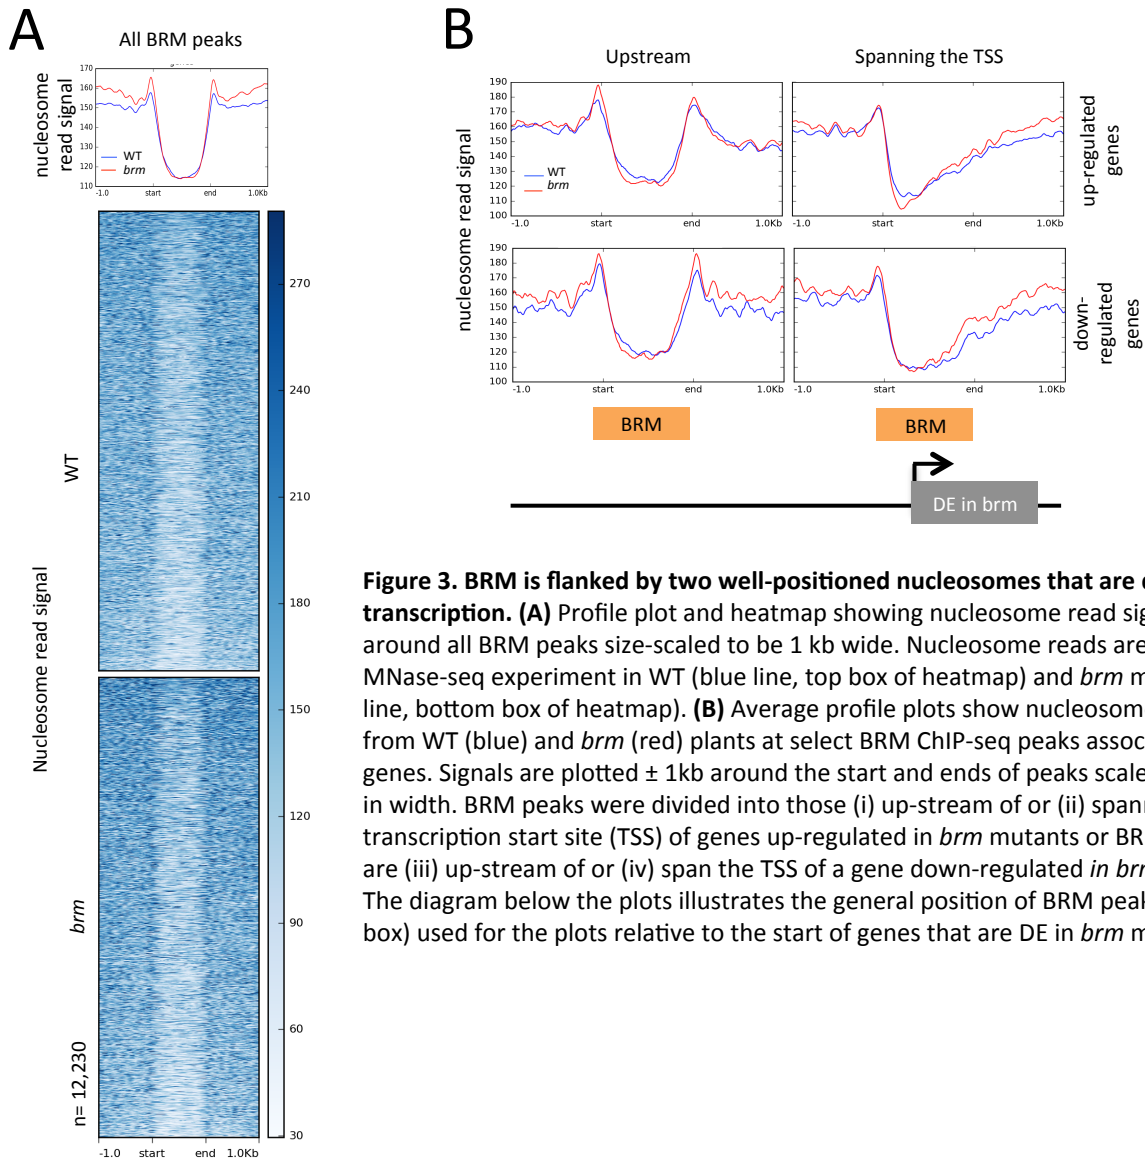 A
All BRM peaks
nucleosome
read signal
170
160
150
140
130
120
110
WT
brm
-1.0
start
end
1.0Kb
WT
Nucleosome read signal
brm
n= 12,230
270
240
210
180
150
120
90
60
30
-1.0
start
end
1.0Kb
B
Upstream
Spanning the TSS
nucleosome read signal
190
180
170
160
150
140
130
120
110
100
WT
brm
-1.0
start
end
1.0Kb
-1.0
start
end
1.0Kb
up-regulated
genes
190
180
170
160
150
140
130
120
110
100
-1.0
start
end
1.0Kb
-1.0
start
end
1.0Kb
down-
regulated
genes
BRM
BRM
DE in brm
Figure 3. BRM is flanked by two well-positioned nucleosomes that are
transcription. (A) Profile plot and heatmap showing nucleosome read sig
around all BRM peaks size-scaled to be 1 kb wide. Nucleosome reads are
MNase-seq experiment in WT (blue line, top box of heatmap) and brm m
line, bottom box of heatmap). (B) Average profile plots show nucleosom
from WT (blue) and brm (red) plants at select BRM ChIP-seq peaks assoc
genes. Signals are plotted ± 1kb around the start and ends of peaks scale
in width. BRM peaks were divided into those (i) up-stream of or (ii) spann
transcription start site (TSS) of genes up-regulated in brm mutants or BR
are (iii) up-stream of or (iv) span the TSS of a gene down-regulated in brm
The diagram below the plots illustrates the general position of BRM peak
box) used for the plots relative to the start of genes that are DE in brm m